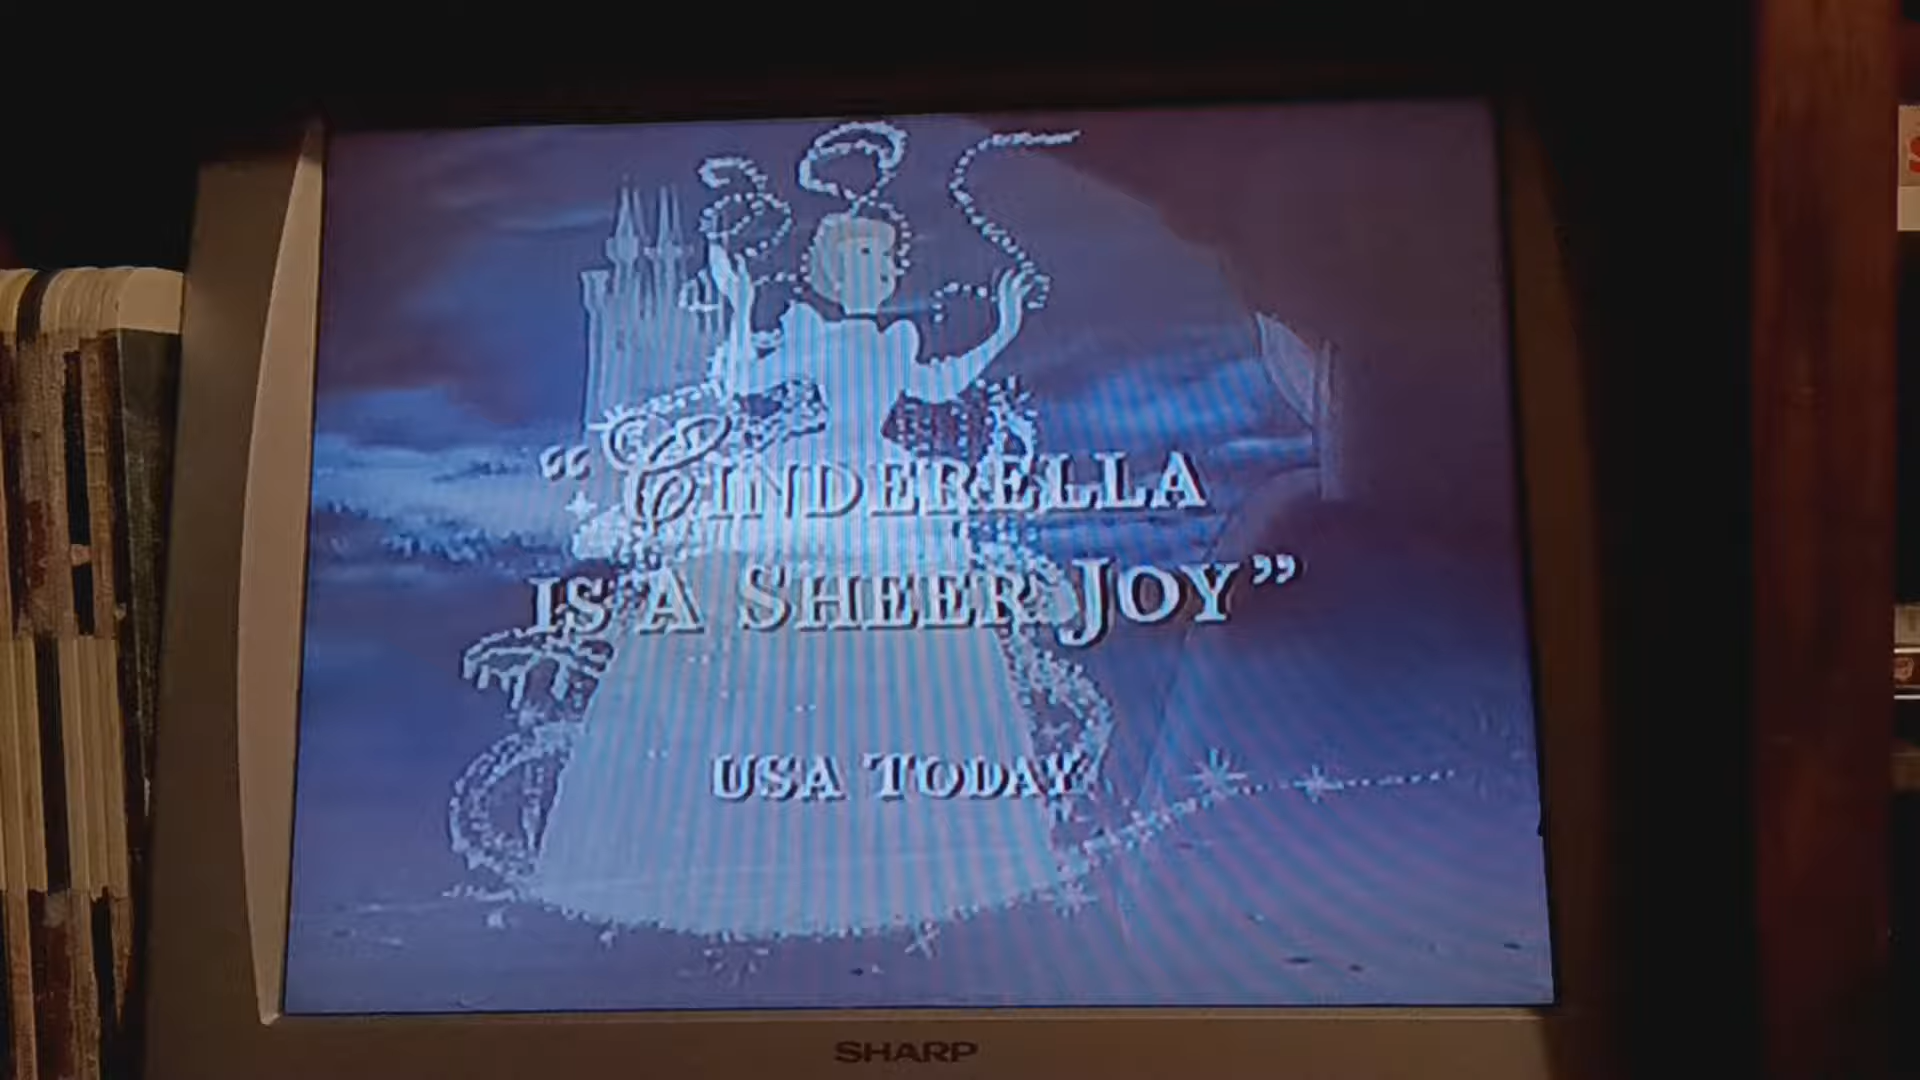 “CINDERELLA
IS A SHEER JOY”
USA TODAY
SHARP